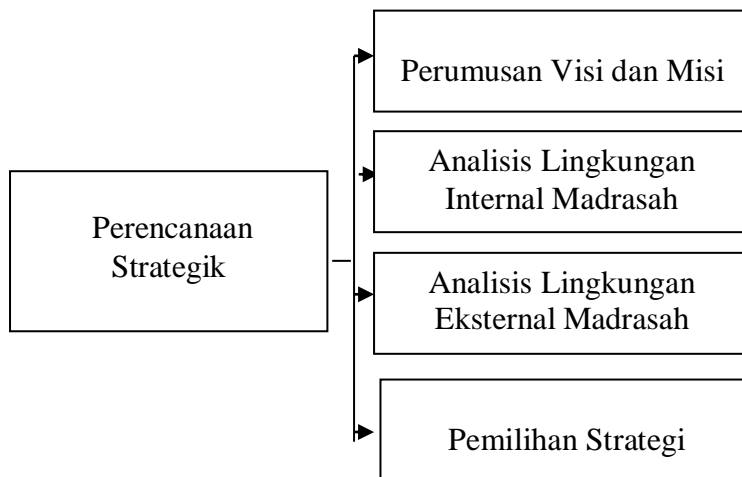 Perencanaan
Strategik
Perumusan Visi dan Misi
Analisis Lingkungan
Internal Madrasah
Analisis Lingkungan
Eksternal Madrasah
Pemilihan Strategi